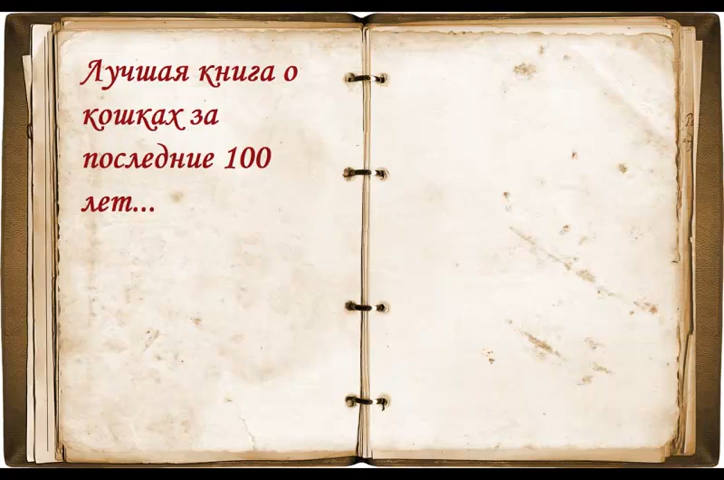 Лучшая книга о
кошках за
последние 100
лет...